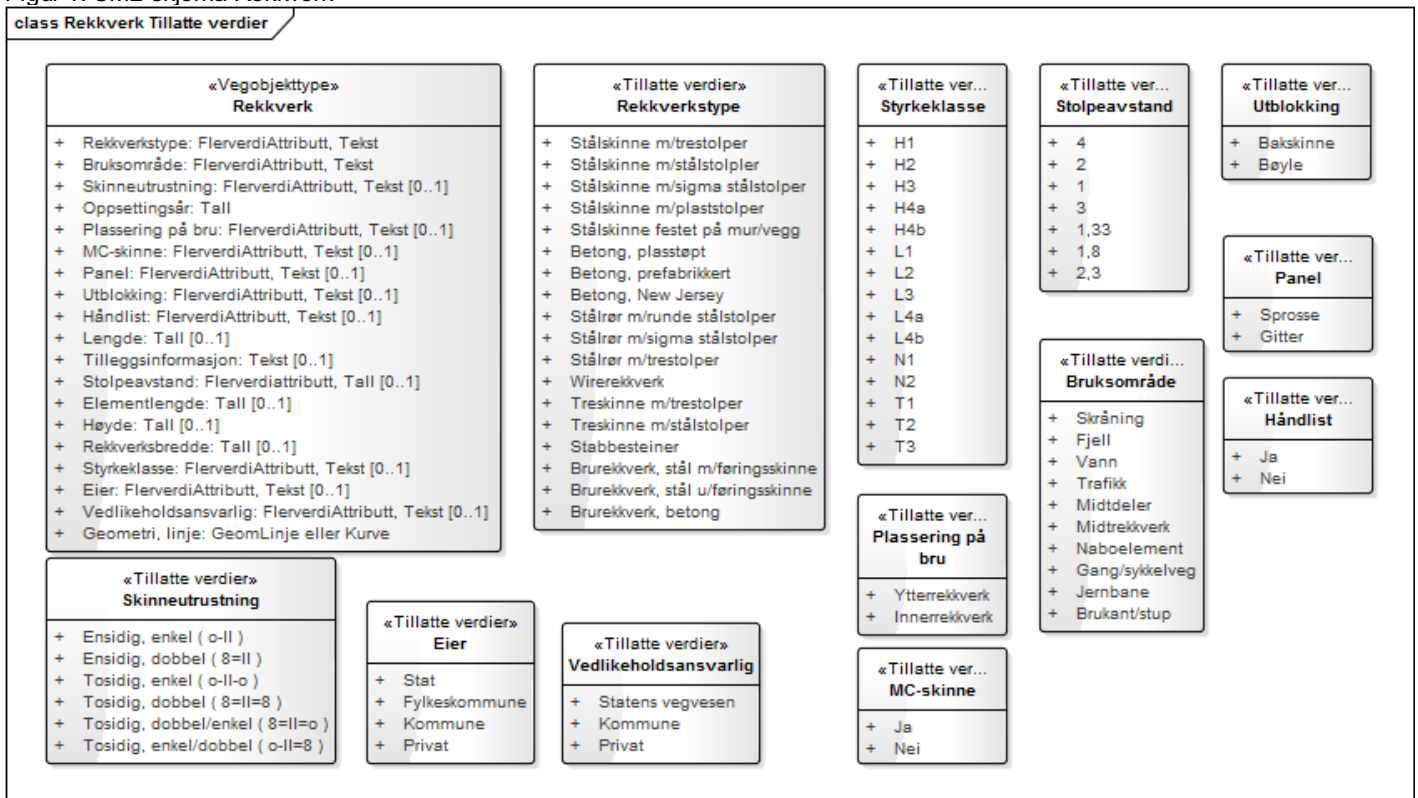 class Rekkverk Tillatte verdier
«Vegobjekttype»
Rekkverk
+ Rekkverkstype: FlerverdiAttributt, Tekst
+ Bruksområde: FlerverdiAttributt, Tekst
+ Skinneutrustning: FlerverdiAttributt, Tekst [0..1]
+ Oppsettingsår: Tall
+ Plassering på bru: FlerverdiAttributt, Tekst [0..1]
+ MC-skinne: FlerverdiAttributt, Tekst [0..1]
+ Panel: FlerverdiAttributt, Tekst [0..1]
+ Utblokking: FlerverdiAttributt, Tekst [0..1]
+ Håndlist: FlerverdiAttributt, Tekst [0..1]
+ Lengde: Tall [0..1]
+ Tilleggsinformasjon: Tekst [0..1]
+ Stolpeavstand: Flerverdiattributt, Tall [0..1]
+ Elementlengde: Tall [0..1]
+ Høyde: Tall [0..1]
+ Rekkverksbredde: Tall [0..1]
+ Styrkeklasse: FlerverdiAttributt, Tekst [0..1]
+ Eier: FlerverdiAttributt, Tekst [0..1]
+ Vedlikeholdsansvarlig: FlerverdiAttributt, Tekst [0..1]
+ Geometri, linje: GeomLinje eller Kurve
«Tillatte verdier»
Rekkverkstype
+ Stålskinne m/trestolper
+ Stålskinne m/stålstolpler
+ Stålskinne m/sigma stålstolper
+ Stålskinne m/plaststolper
+ Stålskinne festet på mur/vegg
+ Betong, plasstøpt
+ Betong, prefabrikkert
+ Betong, New Jersey
+ Stålrør m/runde stålstolper
+ Stålrør m/sigma stålstolper
+ Stålrør m/trestolper
+ Wirerekkverk
+ Treskinne m/trestolper
+ Treskinne m/stålstolper
+ Stabbesteiner
+ Brurekkverk, stål m/føringsskinne
+ Brurekkverk, stål u/føringsskinne
+ Brurekkverk, betong
«Tillatte ver...
Styrkeklasse
+ H1
+ H2
+ H3
+ H4a
+ H4b
+ L1
+ L2
+ L3
+ L4a
+ L4b
+ N1
+ N2
+ T1
+ T2
+ T3
«Tillatte ver...
Stolpeavstand
+ 4
+ 2
+ 1
+ 3
+ 1,33
+ 1,8
+ 2,3
«Tillatte ver...
Utblokking
+ Bakskinne
+ Bøyle
«Tillatte ver...
Panel
+ Sprosse
+ Gitter
«Tillatte verdi...
Bruksområde
+ Skråning
+ Fjell
+ Vann
+ Trafikk
+ Midtdeler
+ Midtrekkverk
+ Naboelement
+ Gang/sykkelveg
+ Jernbane
+ Brukant/stup
«Tillatte ver...
Håndlist
+ Ja
+ Nei
«Tillatte ver...
Plassering på
bru
+ Ytterrekkverk
+ Innerrekkverk
«Tillatte verdier»
Skinneutrustning
+ Ensidig, enkel ( o-II )
+ Ensidig, dobbel ( 8=II )
+ Tosidig, enkel ( o-II-o )
+ Tosidig, dobbel ( 8=II=8 )
+ Tosidig, dobbel/enkel ( 8=II=o )
+ Tosidig, enkel/dobbel ( o-II=8 )
«Tillatte verdier»
Eier
+ Stat
+ Fylkeskommune
+ Kommune
+ Privat
«Tillatte verdier»
Vedlikeholdsansvarlig
+ Statens vegvesen
+ Kommune
+ Privat
«Tillatte ver...
MC-skinne
+ Ja
+ Nei